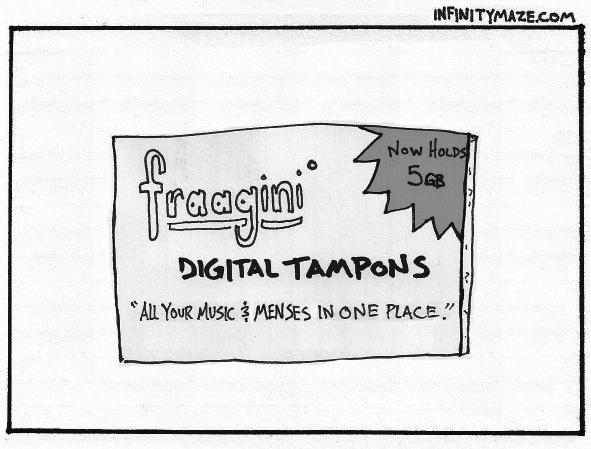 INFINITYMAZE.COM
NOW HOLDS
5GB
fraagini°
DIGITAL TAMPONS
"ALL YOUR MUSIC & MENSES IN ONE PLACE."